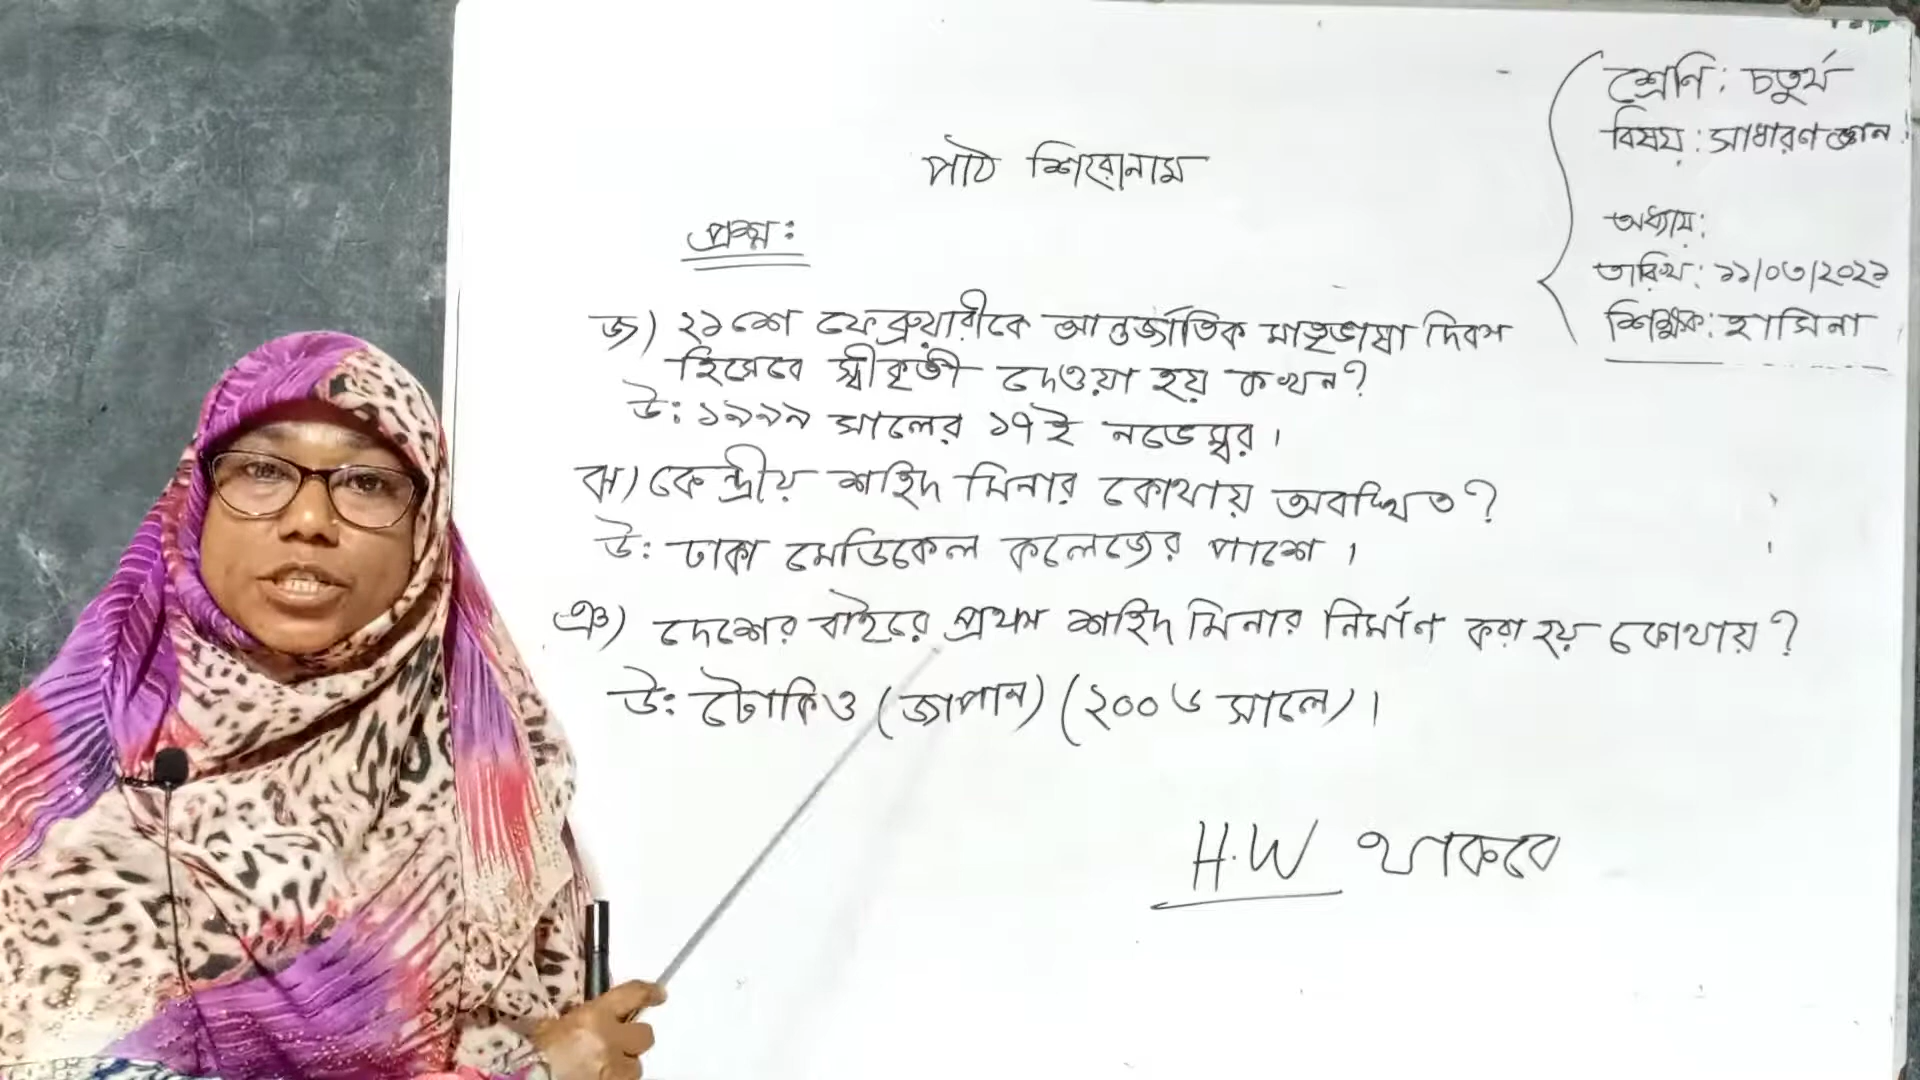 শ্রেণি: চতুর্থ
বিষয়: সাধারণ জ্ঞান
অধ্যায়:
তারিখ: ১১/০৩/২০২১
শিক্ষক: হাসিনা
পাঠ শিরোনাম
প্রশ্ন:
জ) ২১শে ফেব্রুয়ারীকে আন্তর্জাতিক মাতৃভাষা দিবস
হিসেবে স্বীকৃতী দেওয়া হয় কখন?
উ: ১৯৯৯ সালের ১৭ই নভেম্বর।
ঝ) কেন্দ্রীয় শহিদ মিনার কোথায় অবস্থিত?
উ: ঢাকা মেডিকেল কলেজের পাশে।
ঞ) দেশের বাইরে প্রথম শহিদ মিনার নির্মাণ করা হয় কোথায়?
উ: টোকিও (জাপান) (২০০৬ সালে)।
H.W থাকবে